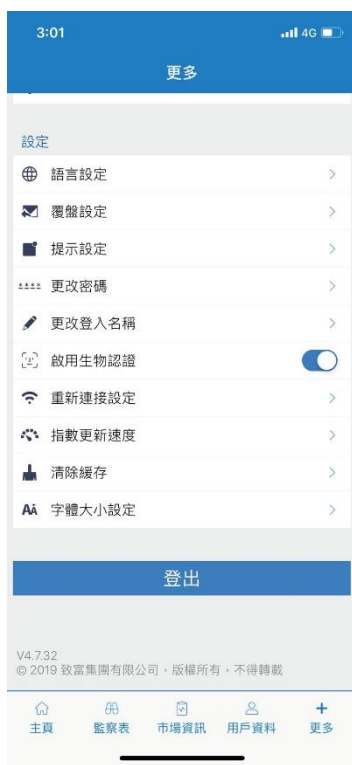 3:01
4G
更多
設定
語言設定
覆盤設定
提示設定
更改密碼
更改登入名稱
啟用生物認證
重新連接設定
指數更新速度
清除緩存
AÁ 字體大小設定
登出
V4.7.32
© 2019 致富集團有限公司，版權所有，不得轉載
主頁 監察表 市場資訊 用戶資料 更多